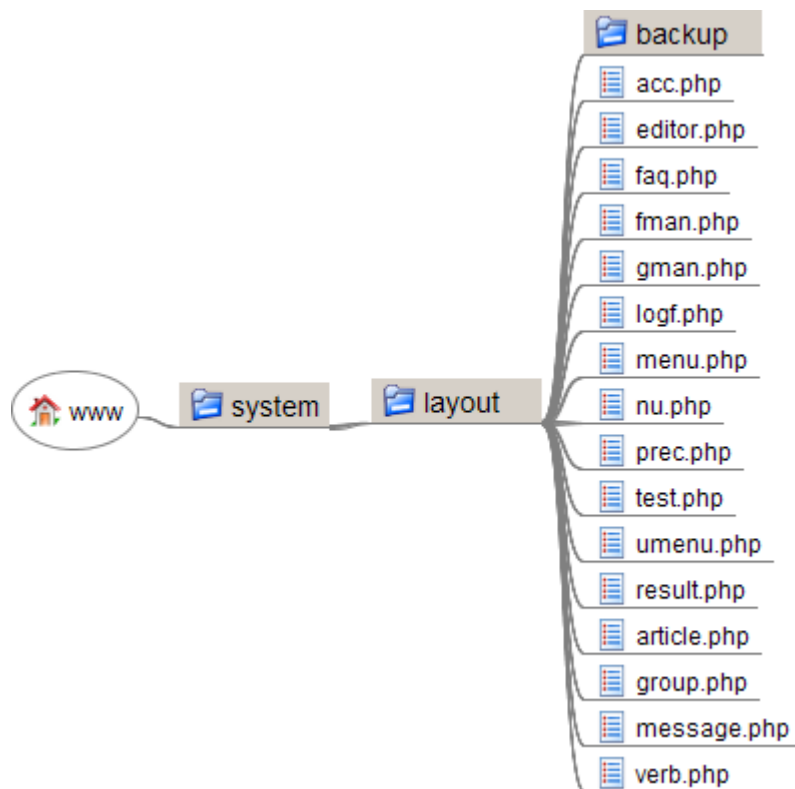 backup
acc.php
editor.php
faq.php
fman.php
gman.php
logf.php
menu.php
www
system
layout
nu.php
prec.php
test.php
umenu.php
result.php
article.php
group.php
message.php
verb.php